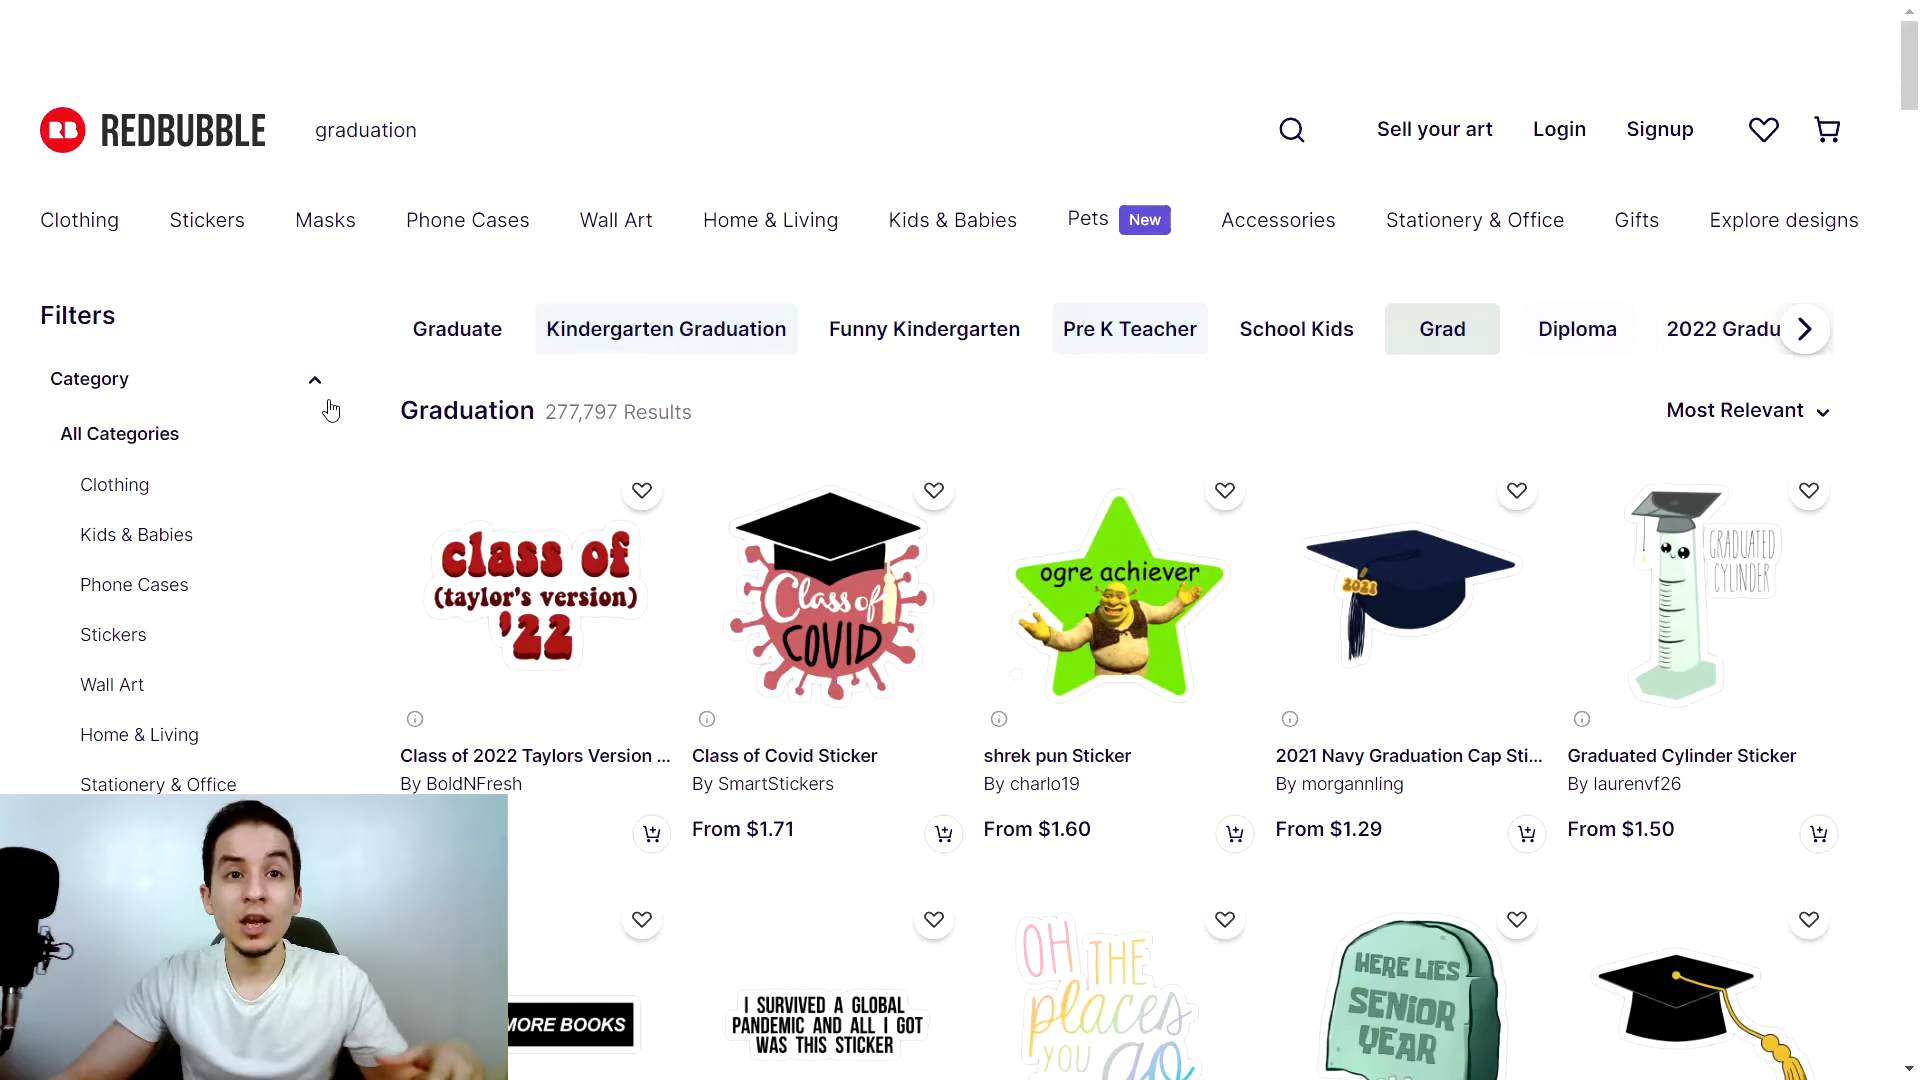 RB REDBUBBLE
graduation
Sell your art
Login
Signup
Clothing
Stickers
Masks
Phone Cases
Wall Art
Home & Living
Kids & Babies
Pets New
Accessories
Stationery & Office
Gifts
Explore designs
Filters
Graduate
Kindergarten Graduation
Funny Kindergarten
Pre K Teacher
School Kids
Grad
Diploma
2022 Gradu
Category
Graduation 277,797 Results
Most Relevant
All Categories
Clothing
Kids & Babies
Phone Cases
Stickers
Wall Art
Home & Living
Stationery & Office
class of
(taylor's version)
'22
Class of
COVID
ogre achiever
2021
GRADUATED
CYLINDER
Class of 2022 Taylors Version ...
By BoldNFresh
Class of Covid Sticker
By SmartStickers
From $1.71
shrek pun Sticker
By charlo19
From $1.60
2021 Navy Graduation Cap Sti...
By morgannling
From $1.29
Graduated Cylinder Sticker
By laurenvf26
From $1.50
MORE BOOKS
I SURVIVED A GLOBAL
PANDEMIC AND ALL I GOT
WAS THIS STICKER
OH THE
places
YOU go
HERE LIES
SENIOR
YEAR